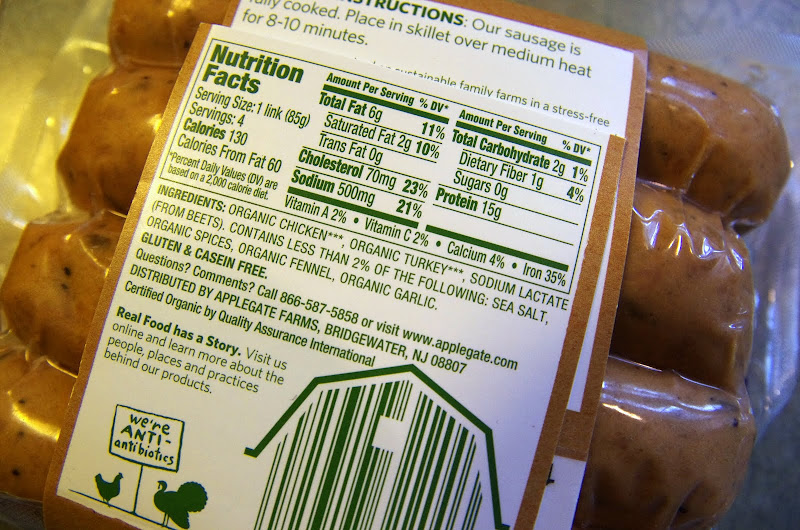 INSTRUCTIONS: Our sausage is
fully cooked. Place in skillet over medium heat
for 8-10 minutes.
sustainable family farms in a stress-free
Nutrition
Facts
Serving Size: 1 link (85g)
Servings: 4
Calories 130
Calories From Fat 60
*Percent Daily Values (DV) are
based on a 2,000 calorie diet.
Amount Per Serving % DV*
Total Fat 6g 11%
Saturated Fat 2g 10%
Trans Fat 0g
Cholesterol 70mg 23%
Sodium 500mg 21%
Amount Per Serving % DV*
Total Carbohydrate 2g 1%
Dietary Fiber 1g 4%
Sugars 0g
Protein 15g
Vitamin A 2% • Vitamin C 2% • Calcium 4% • Iron 35%
INGREDIENTS: ORGANIC CHICKEN***, ORGANIC TURKEY***, SODIUM LACTATE
(FROM BEETS). CONTAINS LESS THAN 2% OF THE FOLLOWING: SEA SALT,
ORGANIC SPICES, ORGANIC FENNEL, ORGANIC GARLIC.
GLUTEN & CASEIN FREE.
Questions? Comments? Call 866-587-5858 or visit www.applegate.com
DISTRIBUTED BY APPLEGATE FARMS, BRIDGEWATER, NJ 08807
Certified Organic by Quality Assurance International
Real Food has a Story. Visit us
online and learn more about the
people, places and practices
behind our products.
we're
ANTI-
antibiotics